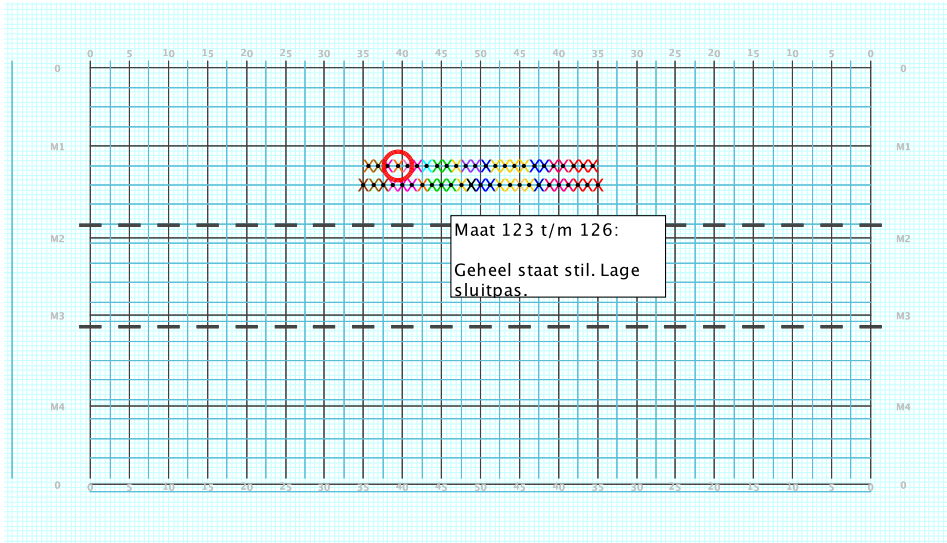 0 5 10 15 20 25 30 35 40 45 50 45 40 35 30 25 20 15 10 5 0
0 0
M1 M1
Maat 123 t/m 126:
M2 M2
Geheel staat stil. Lage
sluitpas.
M3 M3
M4 M4
0 0 5 10 15 20 25 30 35 40 45 50 45 40 35 30 25 20 15 10 5 0 0